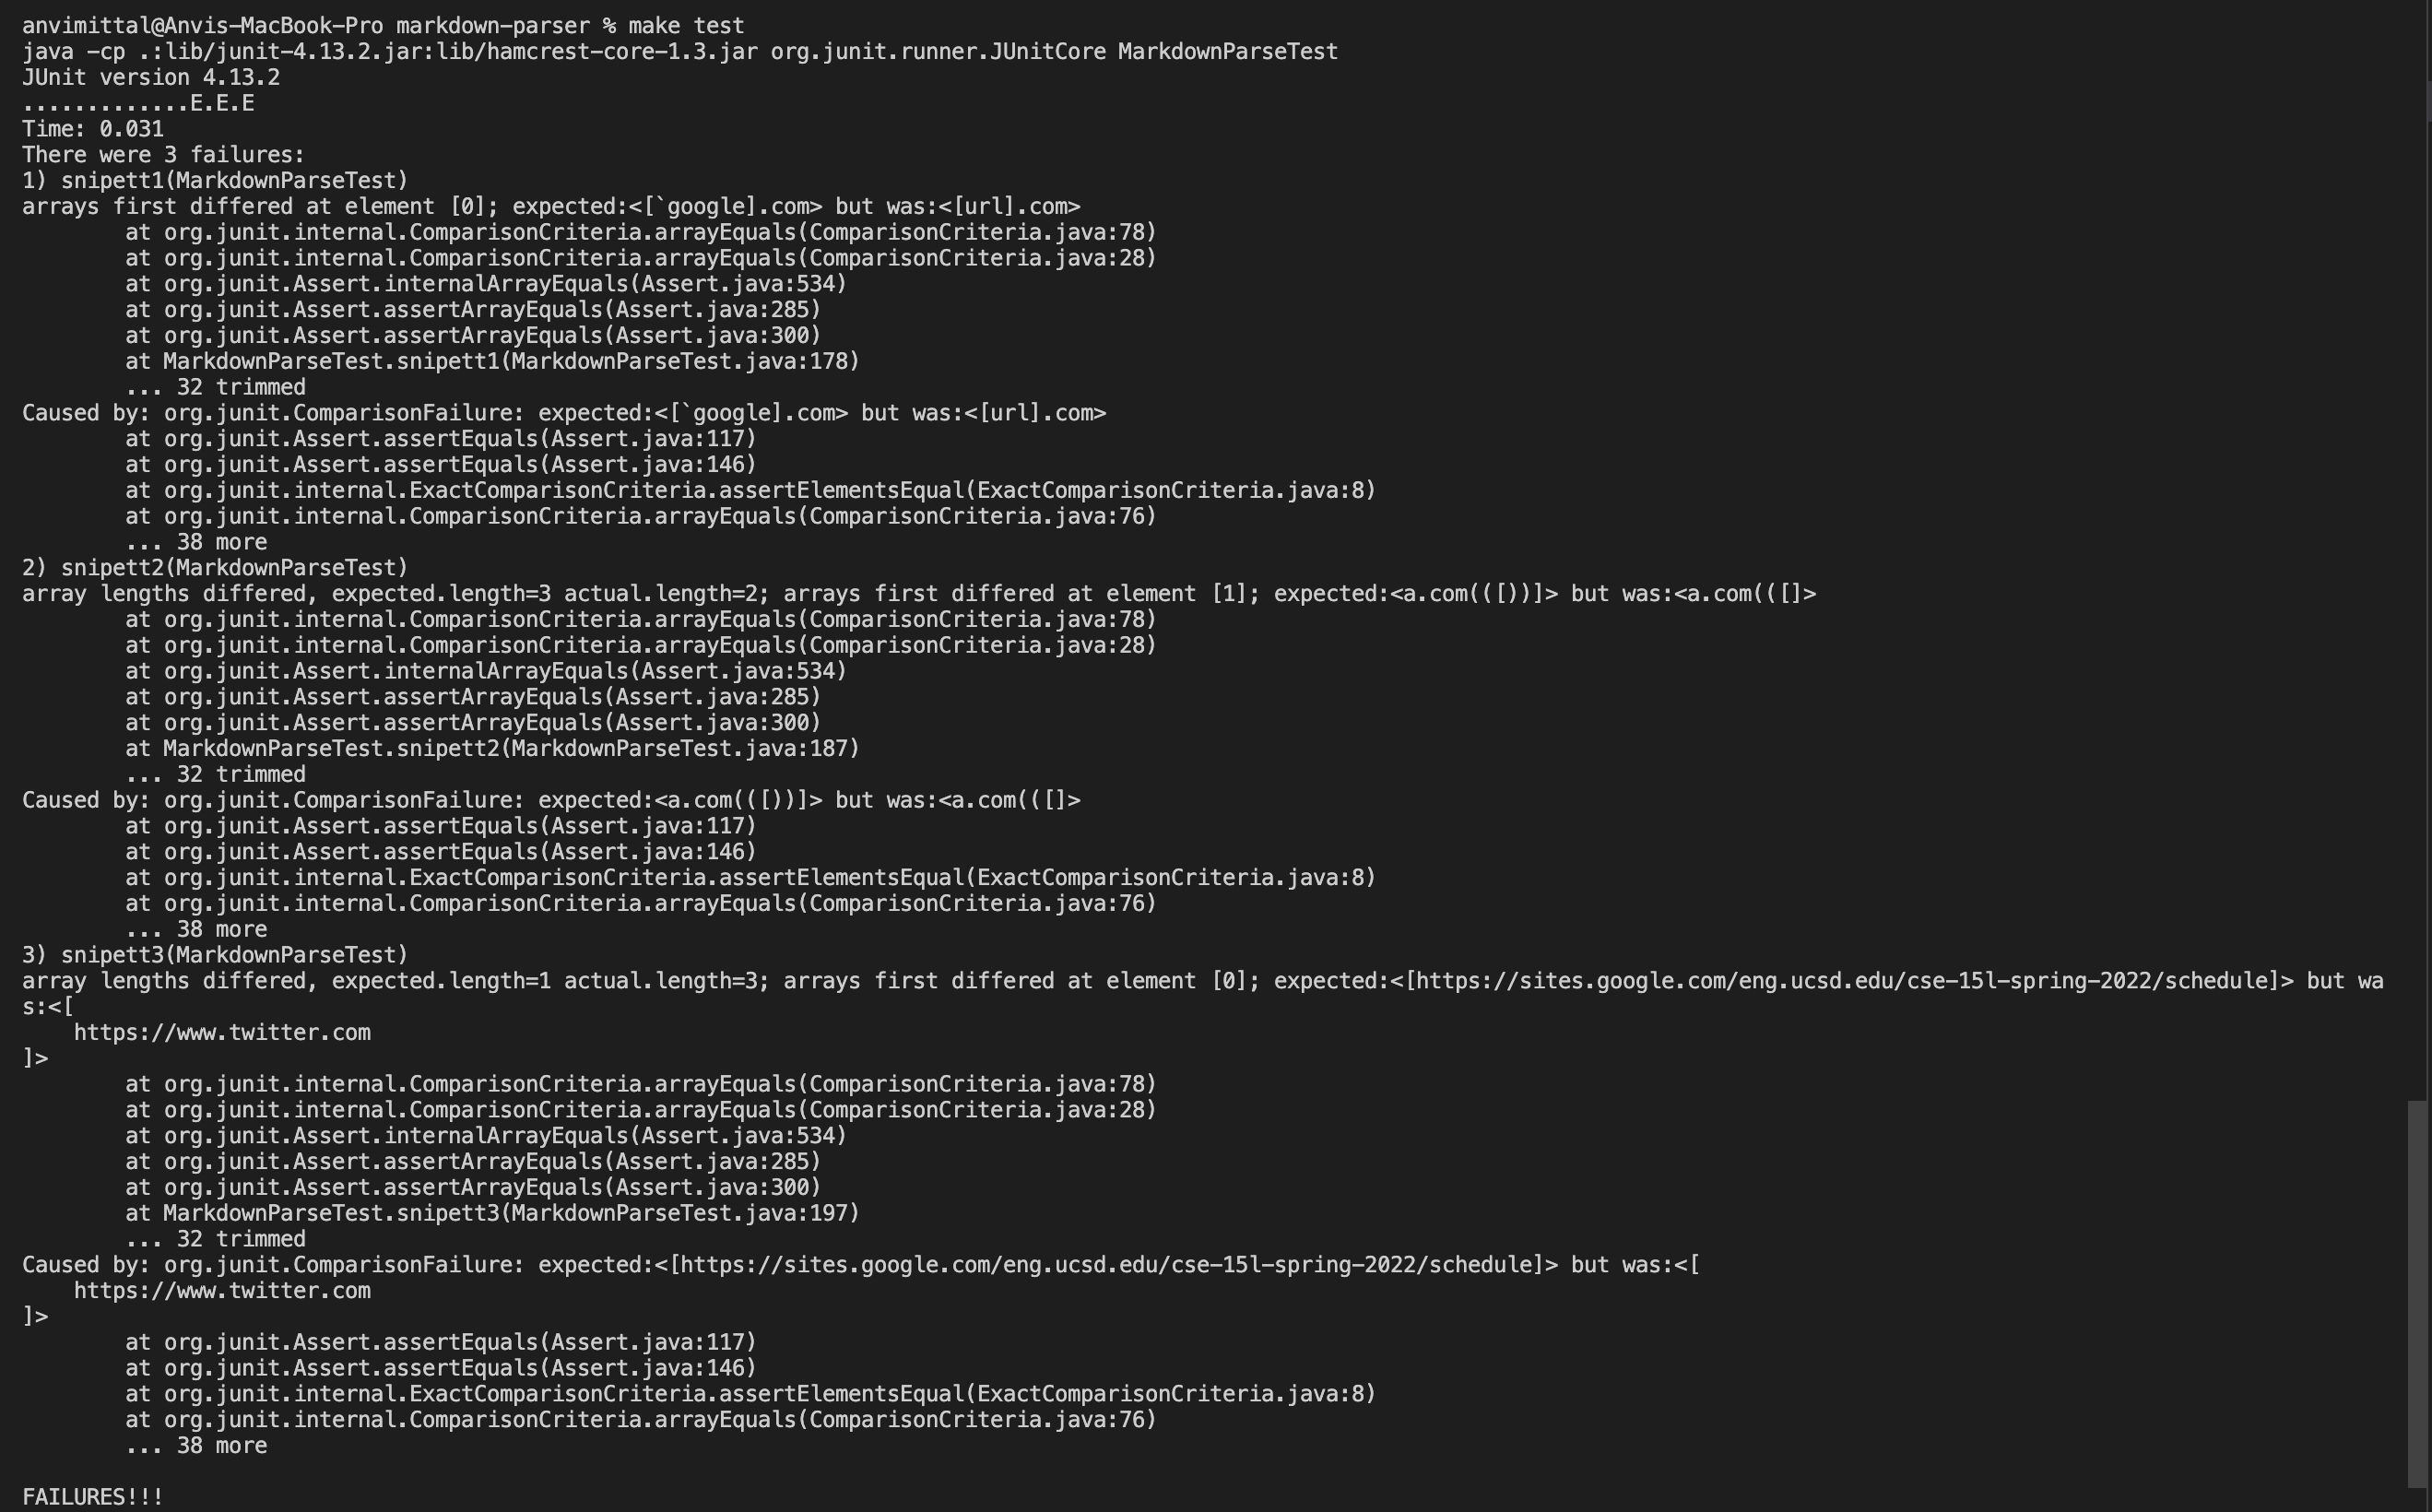 anvimittal@Anvis-MacBook-Pro markdown-parser % make test
java -cp .:lib/junit-4.13.2.jar:lib/hamcrest-core-1.3.jar org.junit.runner.JUnitCore MarkdownParseTest
JUnit version 4.13.2
.............E.E.E
Time: 0.031
There were 3 failures:
1) snipett1(MarkdownParseTest)
arrays first differed at element [0]; expected:<[`google].com> but was:<[url].com>
        at org.junit.internal.ComparisonCriteria.arrayEquals(ComparisonCriteria.java:78)
        at org.junit.internal.ComparisonCriteria.arrayEquals(ComparisonCriteria.java:28)
        at org.junit.Assert.internalArrayEquals(Assert.java:534)
        at org.junit.Assert.assertArrayEquals(Assert.java:285)
        at org.junit.Assert.assertArrayEquals(Assert.java:300)
        at MarkdownParseTest.snipett1(MarkdownParseTest.java:178)
        ... 32 trimmed
Caused by: org.junit.ComparisonFailure: expected:<[`google].com> but was:<[url].com>
        at org.junit.Assert.assertEquals(Assert.java:117)
        at org.junit.Assert.assertEquals(Assert.java:146)
        at org.junit.internal.ExactComparisonCriteria.assertElementsEqual(ExactComparisonCriteria.java:8)
        at org.junit.internal.ComparisonCriteria.arrayEquals(ComparisonCriteria.java:76)
        ... 38 more
2) snipett2(MarkdownParseTest)
array lengths differed, expected.length=3 actual.length=2; arrays first differed at element [1]; expected:<a.com(([))]> but was:<a.com(([]>
        at org.junit.internal.ComparisonCriteria.arrayEquals(ComparisonCriteria.java:78)
        at org.junit.internal.ComparisonCriteria.arrayEquals(ComparisonCriteria.java:28)
        at org.junit.Assert.internalArrayEquals(Assert.java:534)
        at org.junit.Assert.assertArrayEquals(Assert.java:285)
        at org.junit.Assert.assertArrayEquals(Assert.java:300)
        at MarkdownParseTest.snipett2(MarkdownParseTest.java:187)
        ... 32 trimmed
Caused by: org.junit.ComparisonFailure: expected:<a.com(([))]> but was:<a.com(([]>
        at org.junit.Assert.assertEquals(Assert.java:117)
        at org.junit.Assert.assertEquals(Assert.java:146)
        at org.junit.internal.ExactComparisonCriteria.assertElementsEqual(ExactComparisonCriteria.java:8)
        at org.junit.internal.ComparisonCriteria.arrayEquals(ComparisonCriteria.java:76)
        ... 38 more
3) snipett3(MarkdownParseTest)
array lengths differed, expected.length=1 actual.length=3; arrays first differed at element [0]; expected:<[https://sites.google.com/eng.ucsd.edu/cse-15l-spring-2022/schedule]> but wa
s:<[
    https://www.twitter.com
]>
        at org.junit.internal.ComparisonCriteria.arrayEquals(ComparisonCriteria.java:78)
        at org.junit.internal.ComparisonCriteria.arrayEquals(ComparisonCriteria.java:28)
        at org.junit.Assert.internalArrayEquals(Assert.java:534)
        at org.junit.Assert.assertArrayEquals(Assert.java:285)
        at org.junit.Assert.assertArrayEquals(Assert.java:300)
        at MarkdownParseTest.snipett3(MarkdownParseTest.java:197)
        ... 32 trimmed
Caused by: org.junit.ComparisonFailure: expected:<[https://sites.google.com/eng.ucsd.edu/cse-15l-spring-2022/schedule]> but was:<[
    https://www.twitter.com
]>
        at org.junit.Assert.assertEquals(Assert.java:117)
        at org.junit.Assert.assertEquals(Assert.java:146)
        at org.junit.internal.ExactComparisonCriteria.assertElementsEqual(ExactComparisonCriteria.java:8)
        at org.junit.internal.ComparisonCriteria.arrayEquals(ComparisonCriteria.java:76)
        ... 38 more

FAILURES!!!